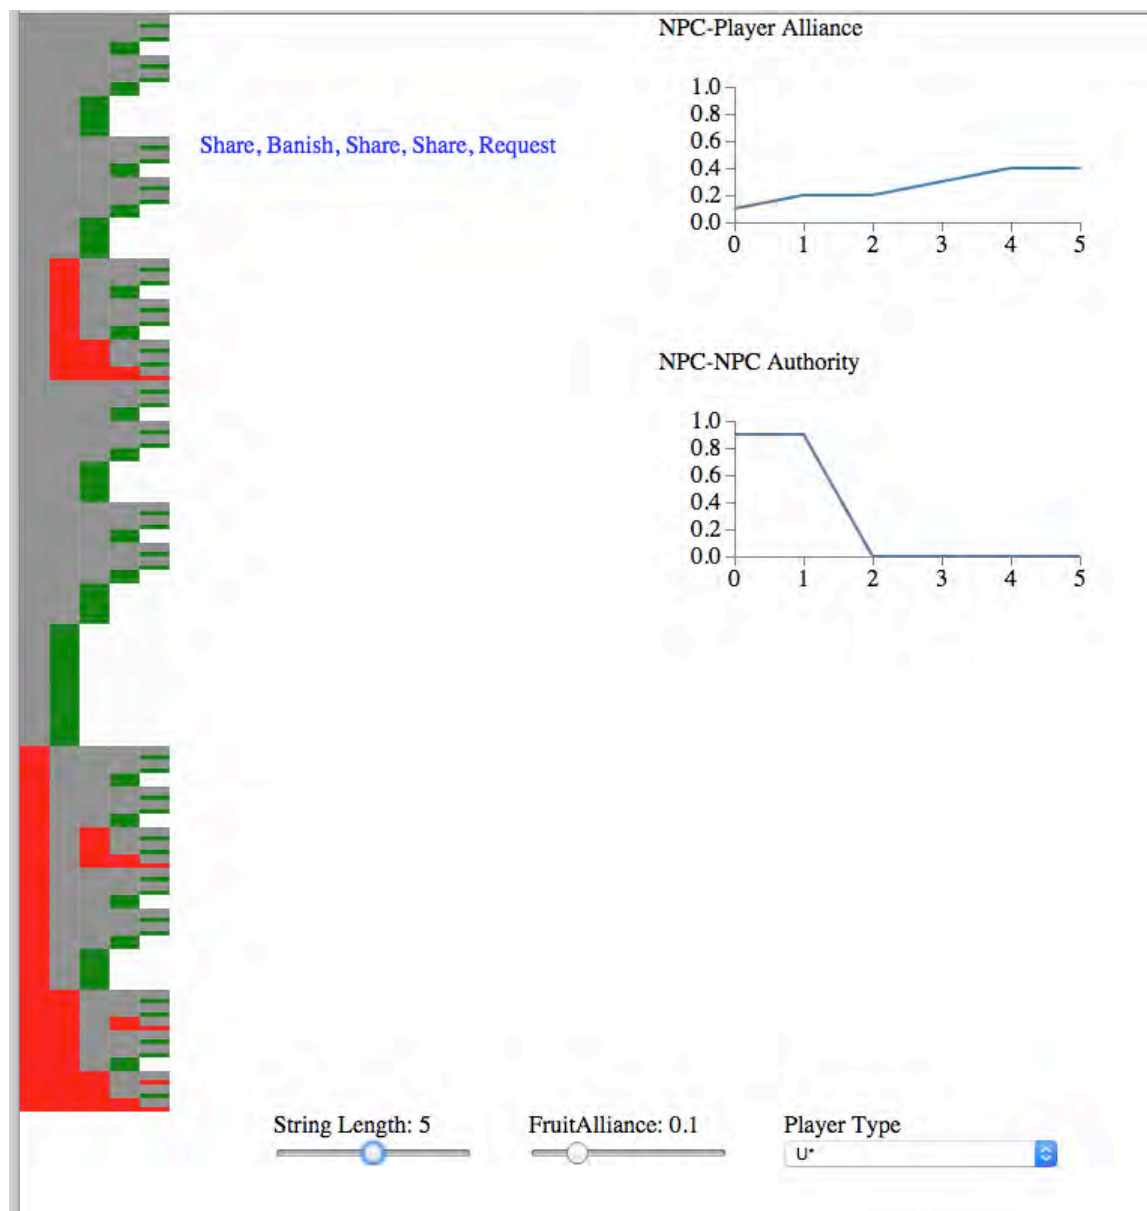 NPC-Player Alliance
1.0
0.8
0.6
0.4
0.2
0.0
0 1 2 3 4 5
Share, Banish, Share, Share, Request
NPC-NPC Authority
1.0
0.8
0.6
0.4
0.2
0.0
0 1 2 3 4 5
String Length: 5
FruitAlliance: 0.1
Player Type
U*